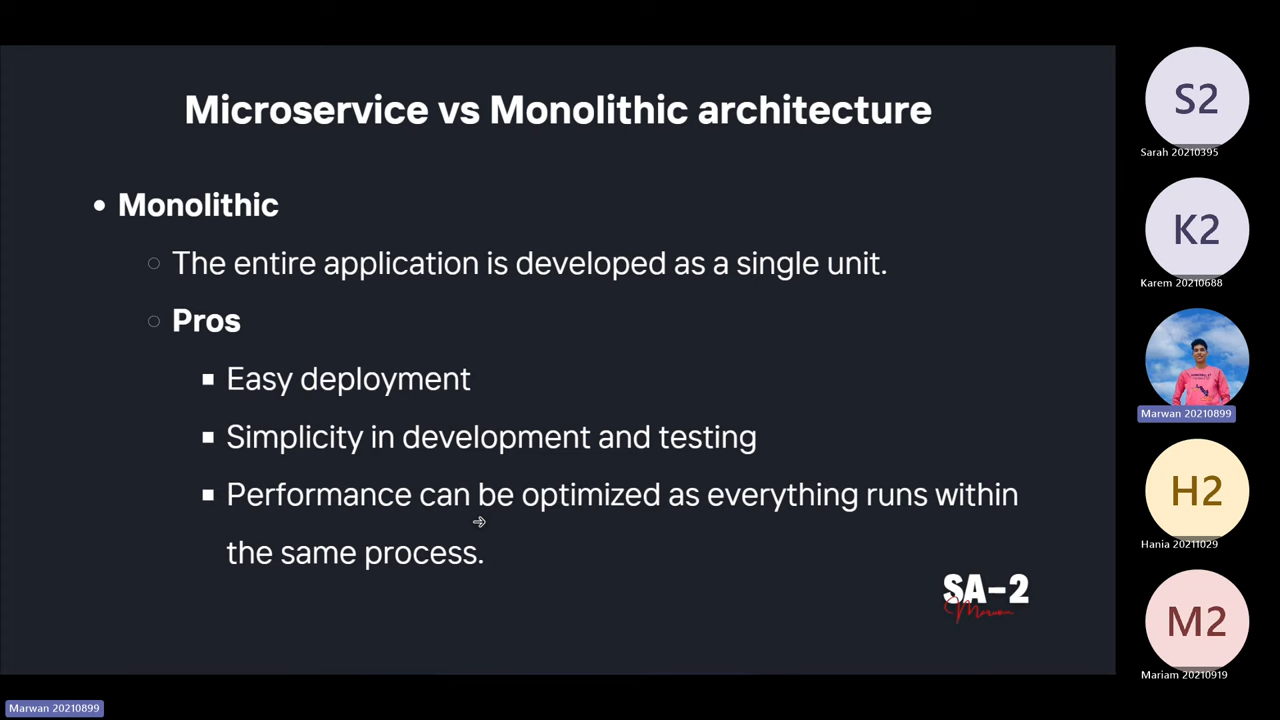 Microservice vs Monolithic architecture
Monolithic
The entire application is developed as a single unit.
Pros
Easy deployment
Simplicity in development and testing
Performance can be optimized as everything runs within
the same process.
SA-2
Marwan
S2
Sarah 20210395
K2
Karem 20210688
Marwan 20210899
H2
Hania 20211029
M2
Mariam 20210919
Marwan 20210899